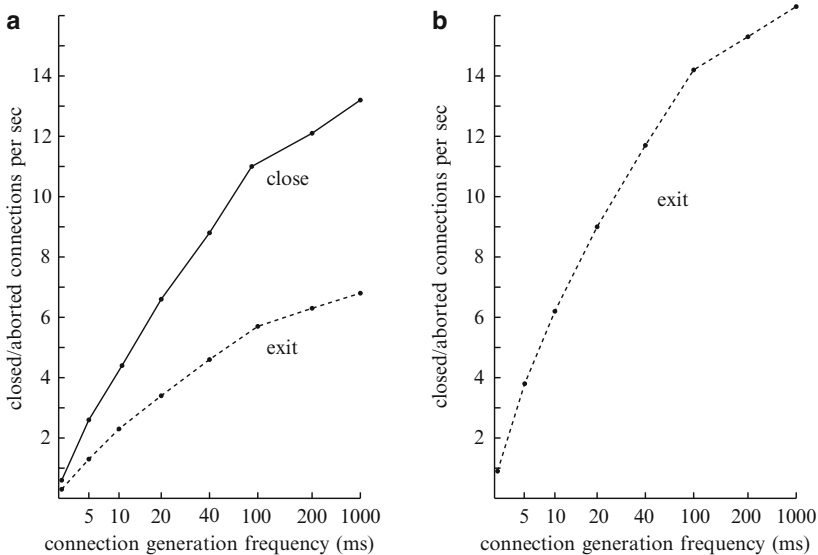 a
closed/aborted connections per sec
14
12
10
8
6
4
2
close
exit
5 10 20 40 100 200 1000
connection generation frequency (ms)
b
closed/aborted connections per sec
14
12
10
8
6
4
2
exit
5 10 20 40 100 200 1000
connection generation frequency (ms)